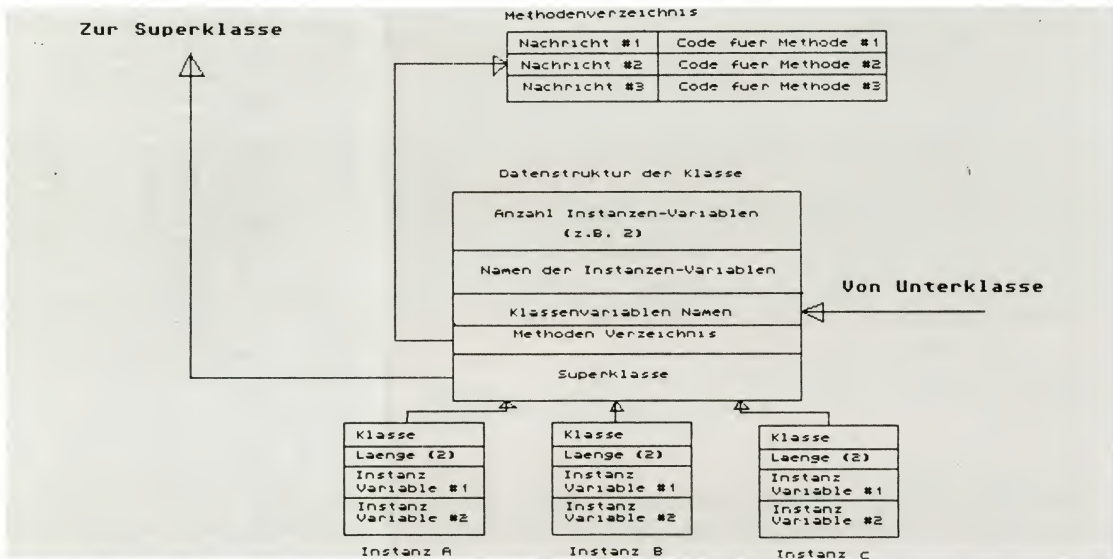 Methodenverzeichnis
Zur Superklasse
Nachricht #1 Code fuer Methode #1
Nachricht #2 Code fuer Methode #2
Nachricht #3 Code fuer Methode #3
Datenstruktur der Klasse
Anzahl Instanzen-Variablen
(z.B. 2)
Namen der Instanzen-Variablen
Von Unterklasse
Klassenvariablen Namen
Methoden Verzeichnis
Superklasse
Klasse
Laenge (2)
Instanz
Variable #1
Instanz
Variable #2
Instanz A
Klasse
Laenge (2)
Instanz
Variable #1
Instanz
Variable #2
Instanz B
Klasse
Laenge (2)
Instanz
Variable #1
Instanz
Variable #2
Instanz C